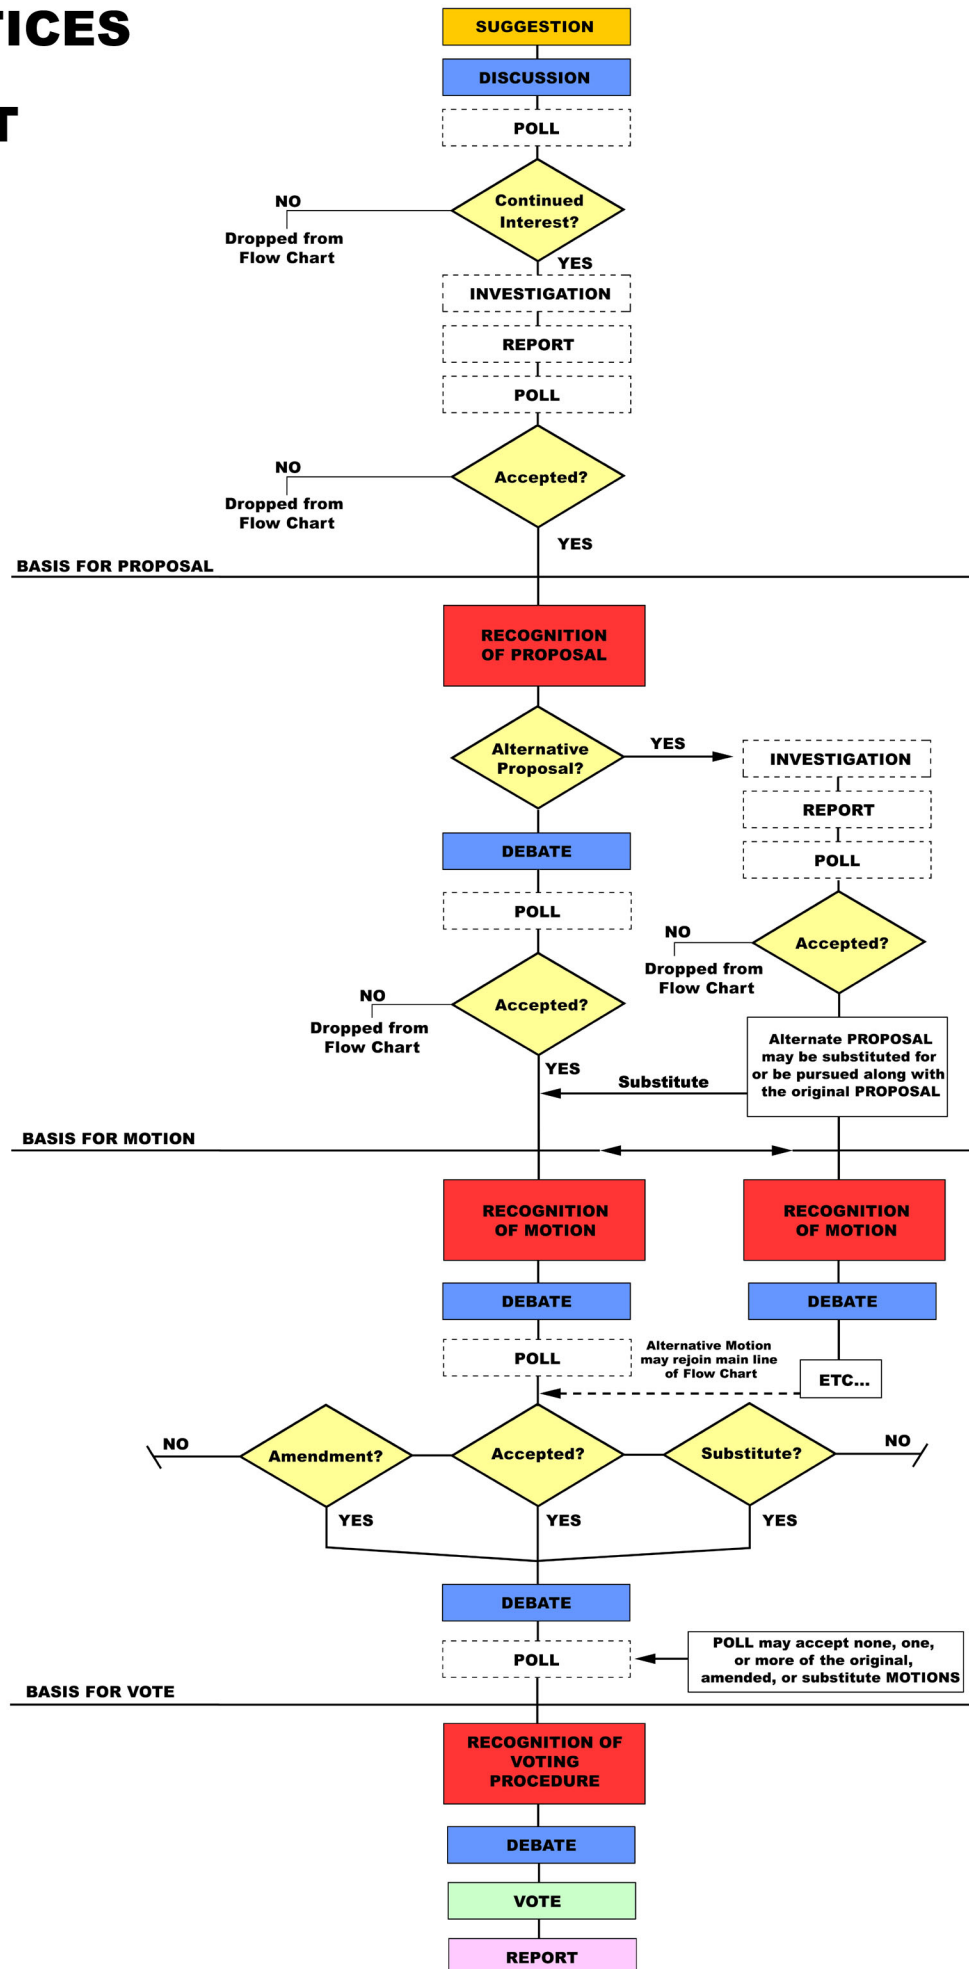 TICES
T
SUGGESTION
DISCUSSION
POLL
Continued
Interest?
NO
Dropped from
Flow Chart
YES
INVESTIGATION
REPORT
POLL
Accepted?
NO
Dropped from
Flow Chart
YES
BASIS FOR PROPOSAL
RECOGNITION
OF PROPOSAL
Alternative
Proposal?
YES
INVESTIGATION
REPORT
POLL
Accepted?
NO
Dropped from
Flow Chart
DEBATE
POLL
Accepted?
NO
Dropped from
Flow Chart
YES
Alternate PROPOSAL
may be substituted for
or be pursued along with
the original PROPOSAL
Substitute
BASIS FOR MOTION
RECOGNITION
OF MOTION
RECOGNITION
OF MOTION
DEBATE
DEBATE
POLL
Alternative Motion
may rejoin main line
of Flow Chart
ETC...
NO
Amendment?
Accepted?
Substitute?
NO
YES
YES
YES
DEBATE
POLL
POLL may accept none, one,
or more of the original,
amended, or substitute MOTIONS
BASIS FOR VOTE
RECOGNITION OF
VOTING
PROCEDURE
DEBATE
VOTE
REPORT